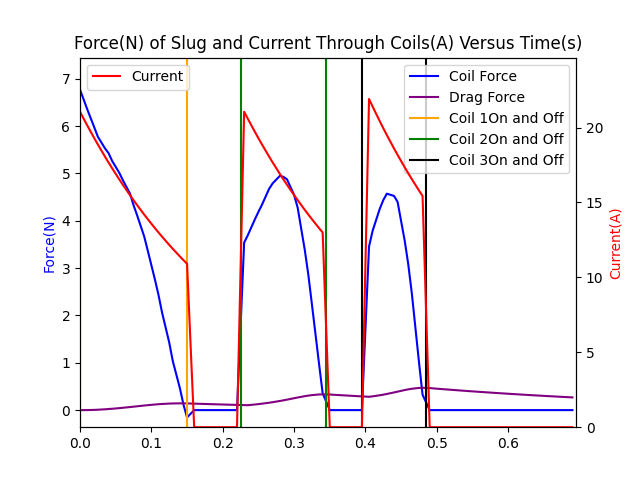 Force(N) of Slug and Current Through Coils(A) Versus Time(s)
Current
Coil Force
Drag Force
Coil 1On and Off
Coil 2On and Off
Coil 3On and Off
Force(N)
7
6
5
4
3
2
1
0
Current(A)
20
15
10
5
0
0.0 0.1 0.2 0.3 0.4 0.5 0.6